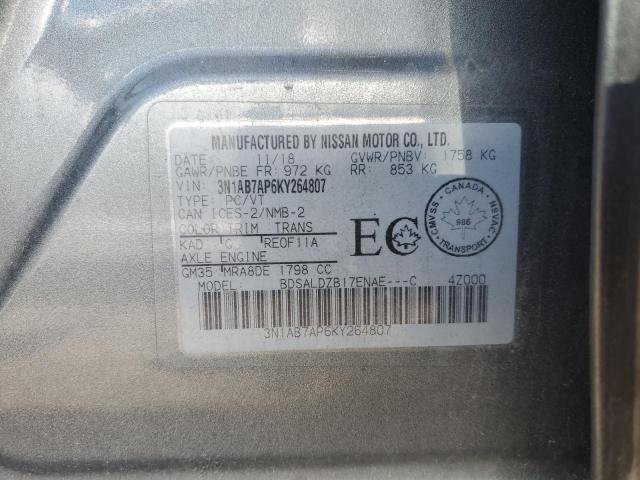 MANUFACTURED BY NISSAN MOTOR CO., LTD.
DATE: 11/18 GVWR/PNBV: 1758 KG
GAWR/PNBE FR: 972 KG RR: 853 KG
VIN: 3N1AB7AP6KY264807
TYPE: PC/VT
CAN ICES-2/NMB-2
COLOR TRIM TRANS
KAD G REOF11A
AXLE ENGINE
GM35 MRA8DE 1798 CC
MODEL: BDSALDZB17ENAE---C 4Z000
3N1AB7AP6KY264807
EC
CANADA
CMVSS NSVAC
986
TRANSPORT